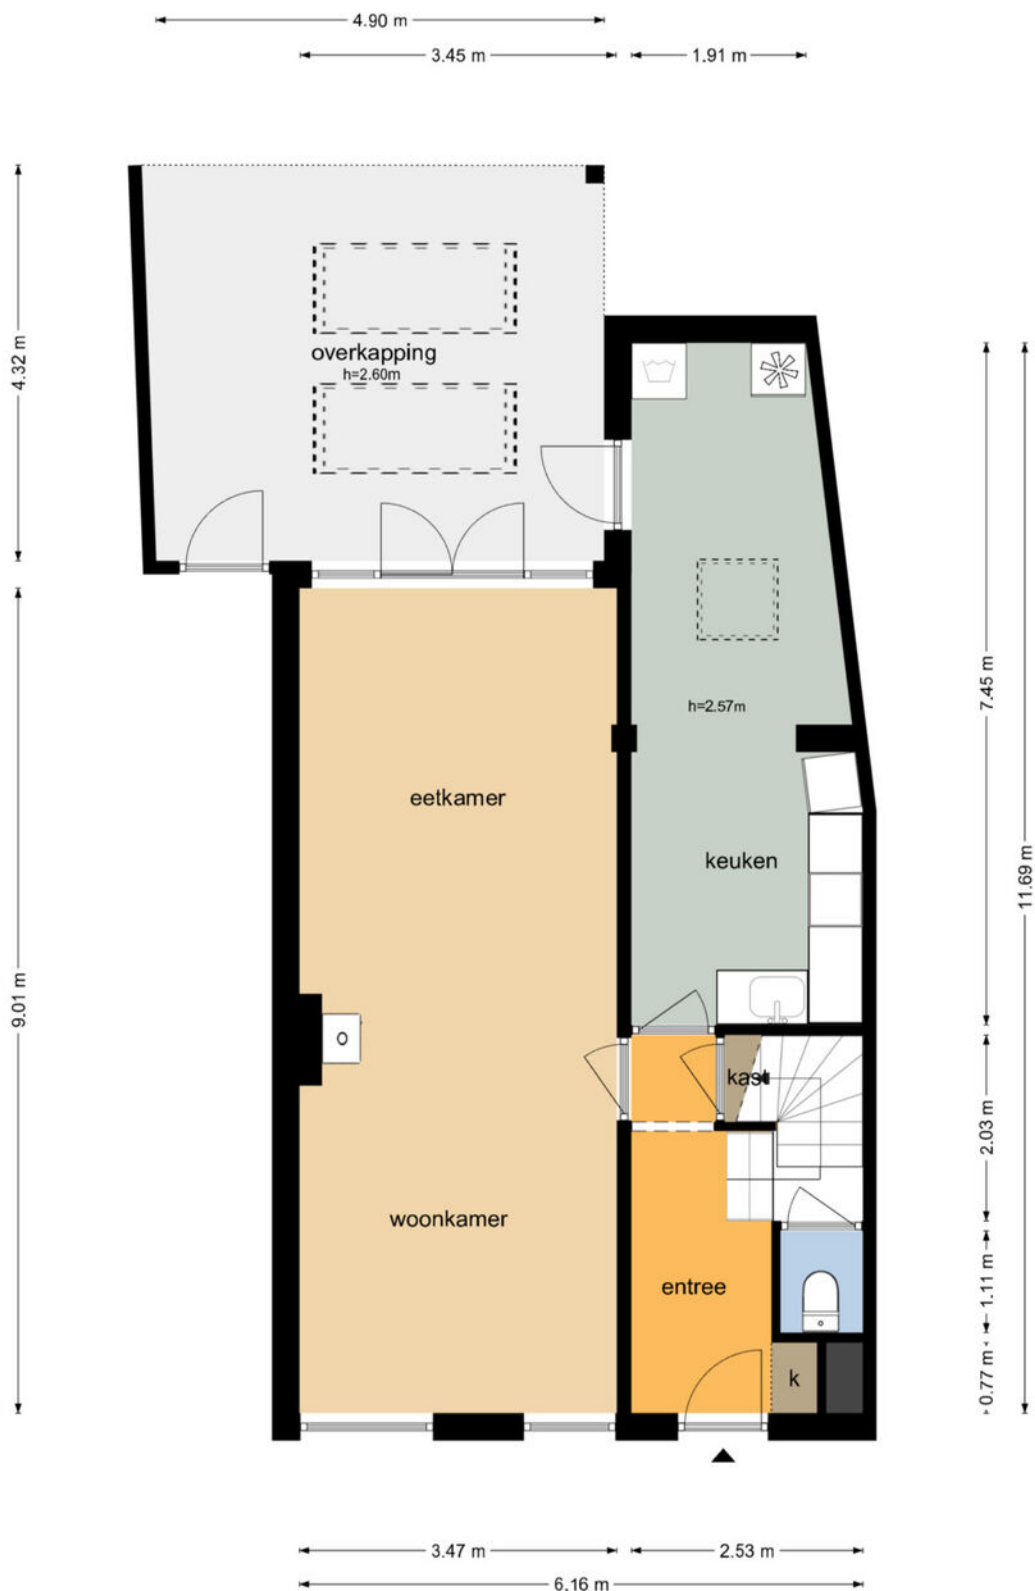 4.90 m
3.45 m
1.91 m
4.32 m
overkapping
h=2.60m
7.45 m
h=2.57m
eetkamer
keuken
11.69 m
9.01 m
kast
2.03 m
woonkamer
entree
1.11 m
0.77 m
k
3.47 m
2.53 m
6.16 m